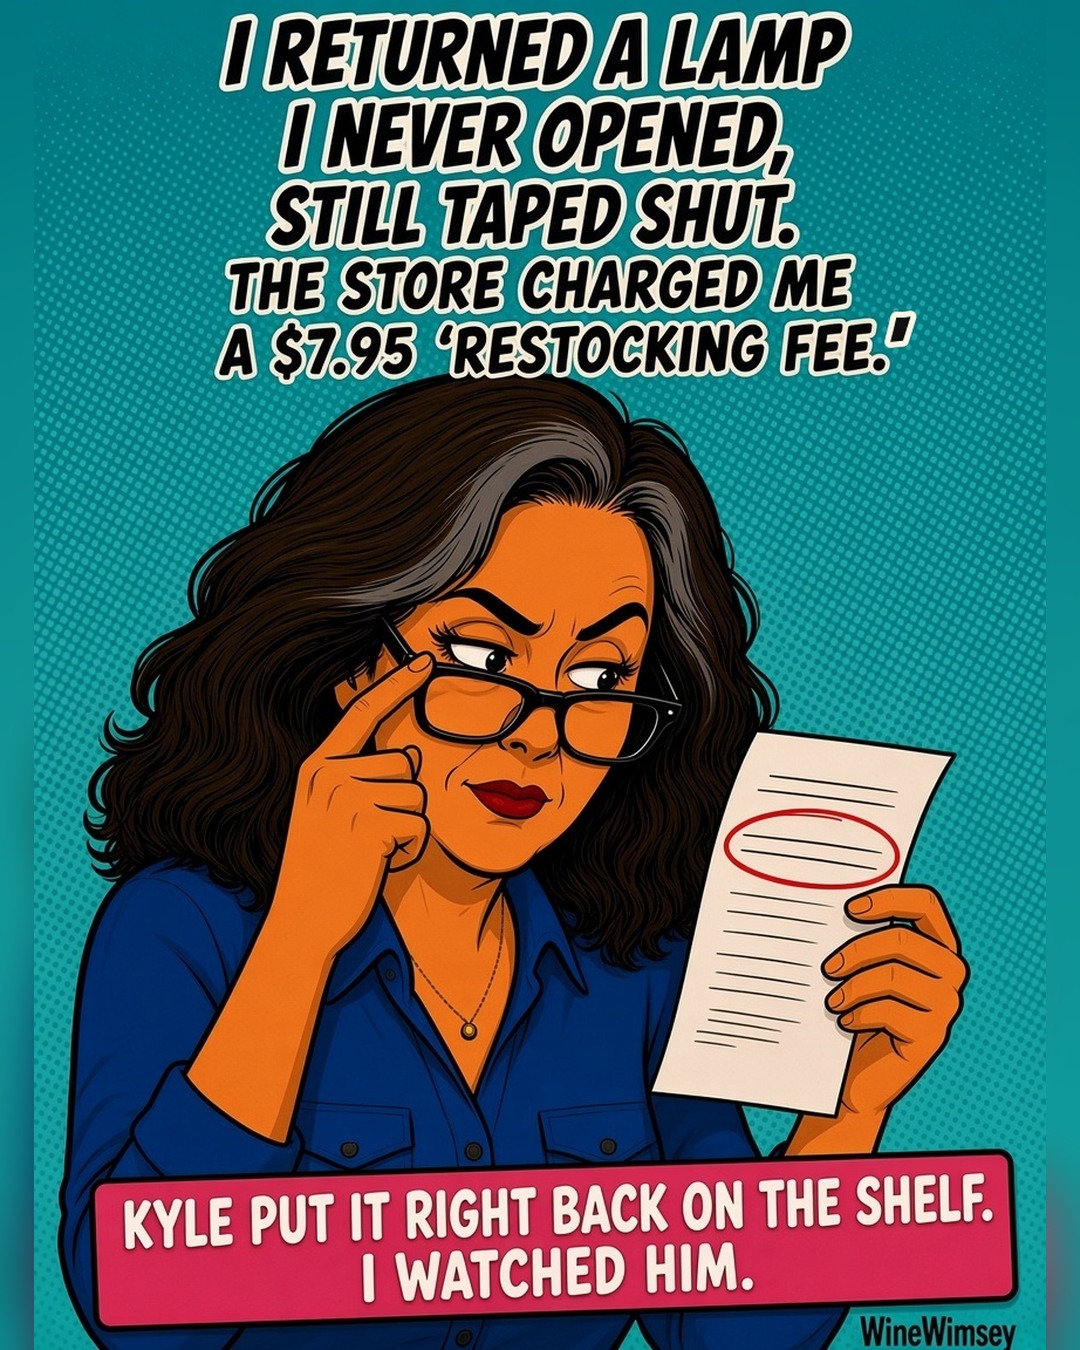 I RETURNED A LAMP
I NEVER OPENED,
STILL TAPED SHUT.
THE STORE CHARGED ME
A $7.95 ‘RESTOCKING FEE.'
KYLE PUT IT RIGHT BACK ON THE SHELF.
I WATCHED HIM.
WineWimsey